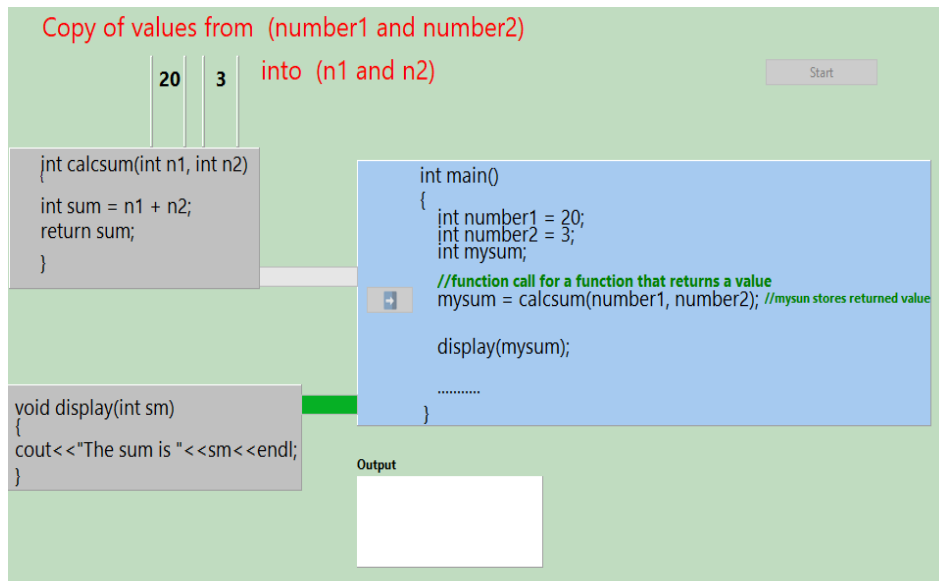 Copy of values from (number1 and number2)
into (n1 and n2)
20 3
Start
int calcsum(int n1, int n2)
{
int sum = n1 + n2;
return sum;
}
int main()
{
int number1 = 20;
int number2 = 3;
int mysum;
//function call for a function that returns a value
mysum = calcsum(number1, number2); //mysun stores returned value
display(mysum);
...........
}
void display(int sm)
{
cout<<"The sum is "<<sm<<endl;
}
Output